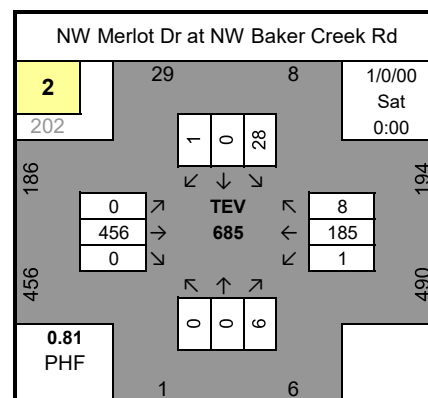 NW Merlot Dr at NW Baker Creek Rd
2
202
29
8
1/0/00
Sat
0:00
1
0
28
↙ ↓ ↘
186
194
0 ↗ TEV ↖ 8
456 → 685 ← 185
0 ↘ ↙ 1
↖ ↑ ↗
456
490
0
0
6
0.81
PHF
1
6